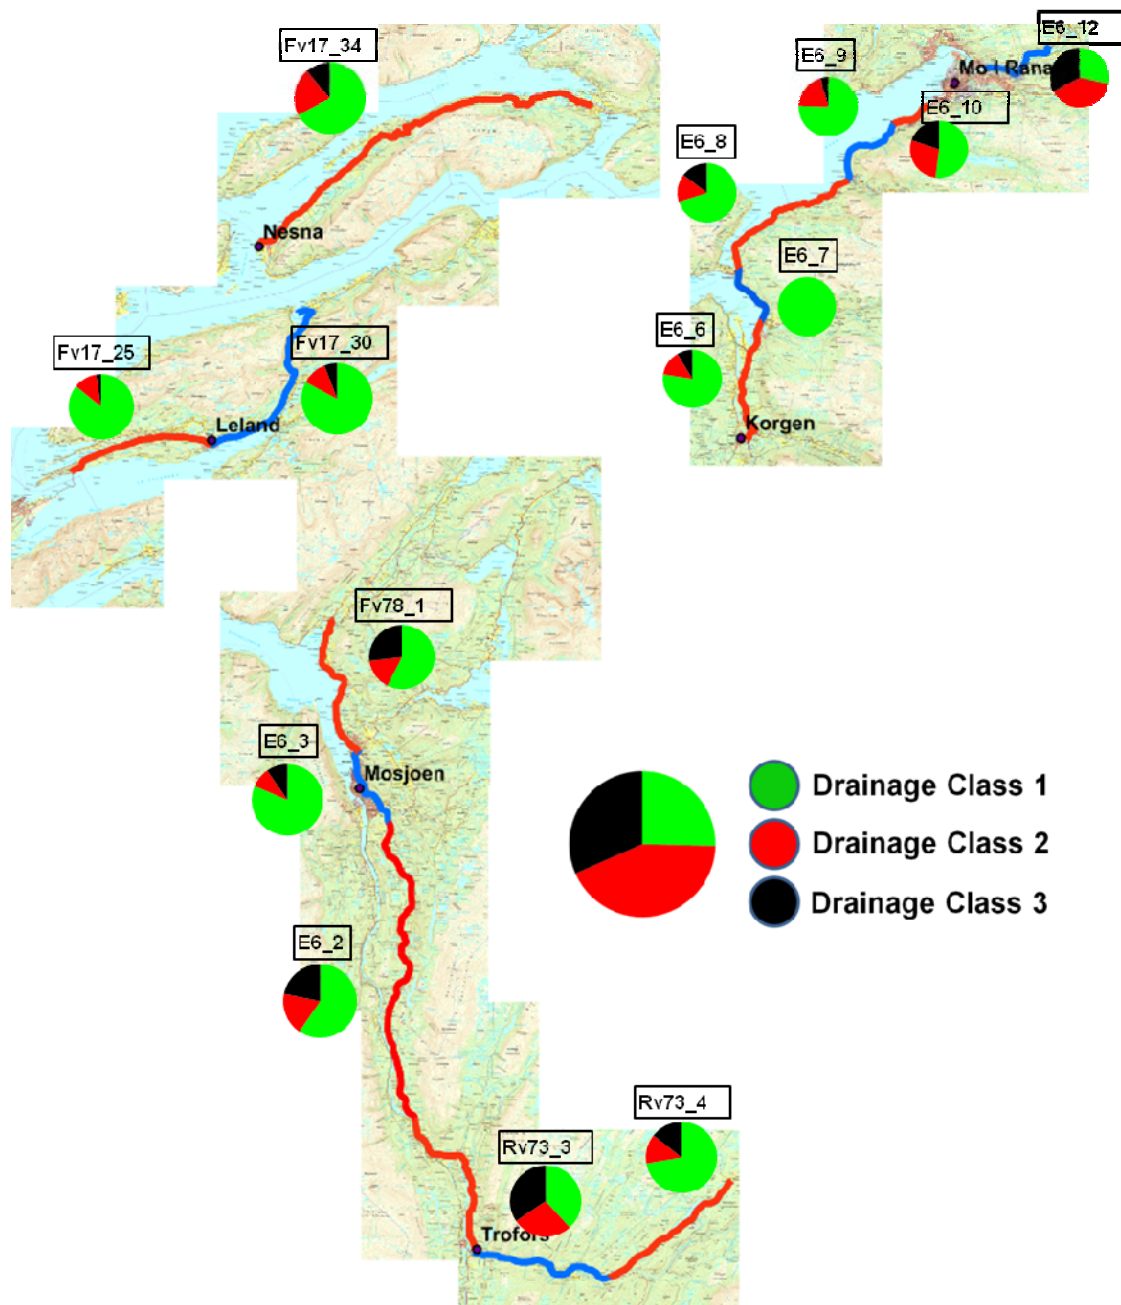 E6_12
Fv17_34
E6_9
Mo I Rana
E6_10
E6_8
Nesna
E6_7
E6_6
Fv17_25
Fv17_30
Leland
Korgen
Fv78_1
E6_3
Mosjoen
Drainage Class 1
Drainage Class 2
Drainage Class 3
E6_2
Rv73_4
Rv73_3
Trofors